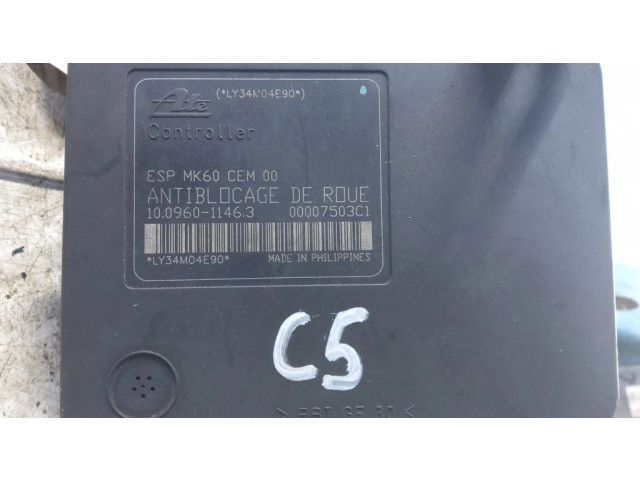 Ate (*LY34M04E90*)
Controller
ESP MK60 CEM 00
ANTIBLOCAGE DE ROUE
10.0960-1146.3 00007503C1
*LY34M04E90* MADE IN PHILIPPINES
C5